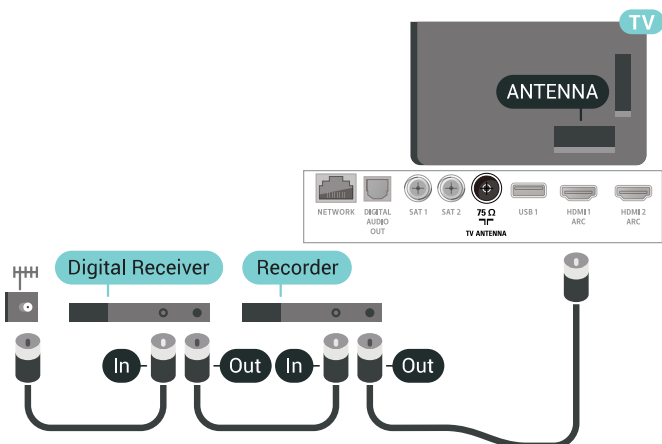 TV
ANTENNA
NETWORK
DIGITAL
AUDIO
OUT
SAT 1
SAT 2
75 Ω
TV ANTENNA
USB 1
HDMI 1
ARC
HDMI 2
ARC
Digital Receiver
Recorder
In
Out
In
Out